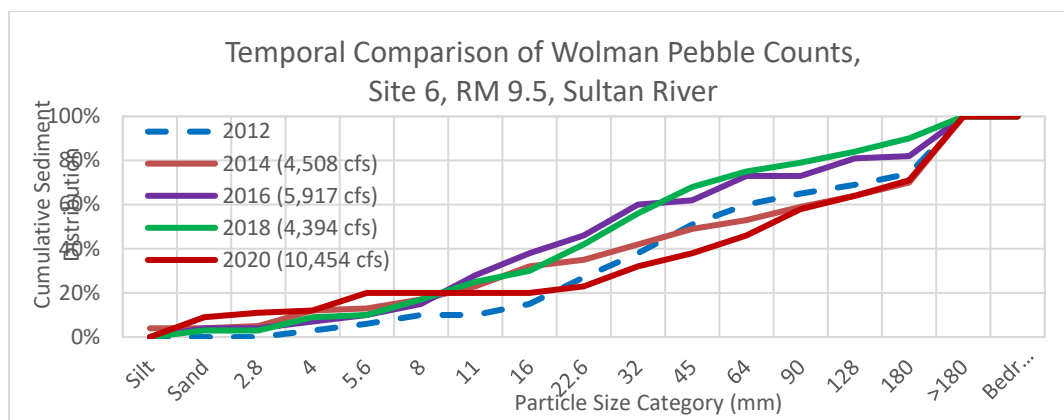 Temporal Comparison of Wolman Pebble Counts,
Site 6, RM 9.5, Sultan River
Cumulative Sediment
Distribution
100%
80%
60%
40%
20%
0%
2012
2014 (4,508 cfs)
2016 (5,917 cfs)
2018 (4,394 cfs)
2020 (10,454 cfs)
Silt
Sand
2.8
4
5.6
8
11
16
22.6
32
45
64
90
128
180
>180
Bedr...
Particle Size Category (mm)